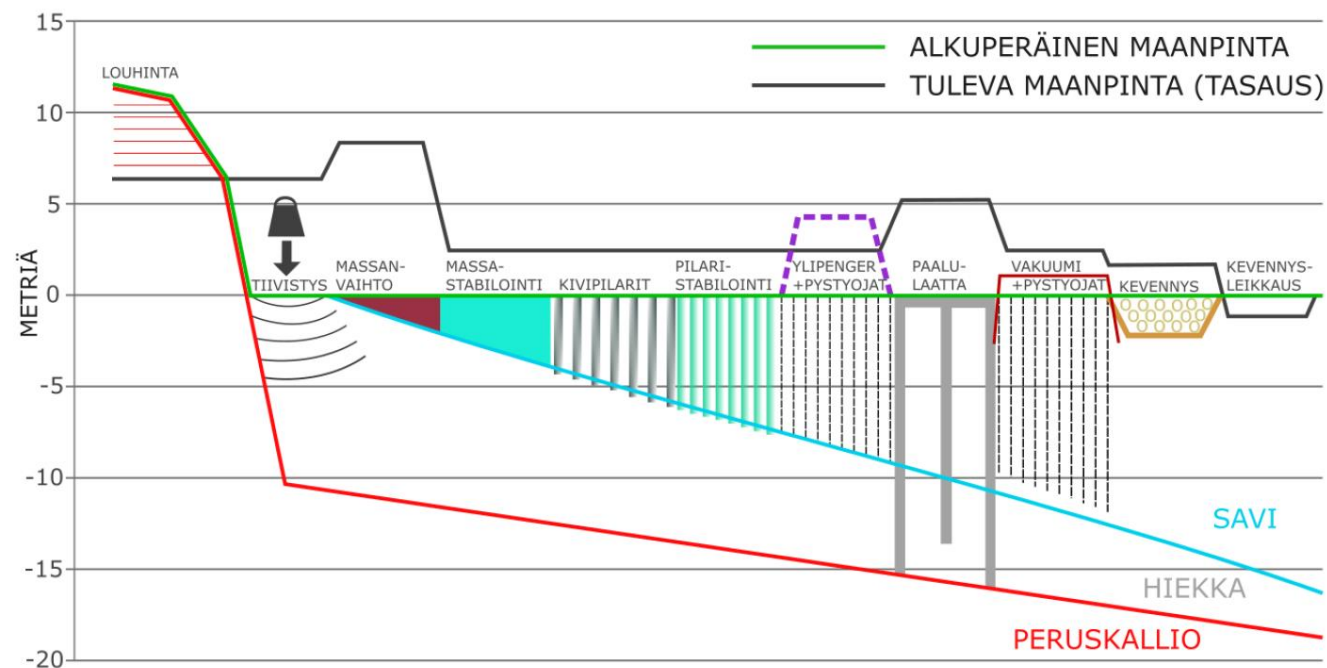 15
10
5
0
-5
-10
-15
-20
METRIÄ
ALKUPERÄINEN MAANPINTA
TULEVA MAANPINTA (TASAUS)
LOUHINTA
TIIVISTYS
MASSAN-
VAIHTO
MASSA-
STABILOINTI
KIVIPILARIT
PILARI-
STABILOINTI
YLIPENGER
+PYSTYOJAT
PAALU-
LAATTA
VAKUUMI
+PYSTYOJAT
KEVENNYS
KEVENNYS-
LEIKKAUS
SAVI
HIEKKA
PERUSKALLIO